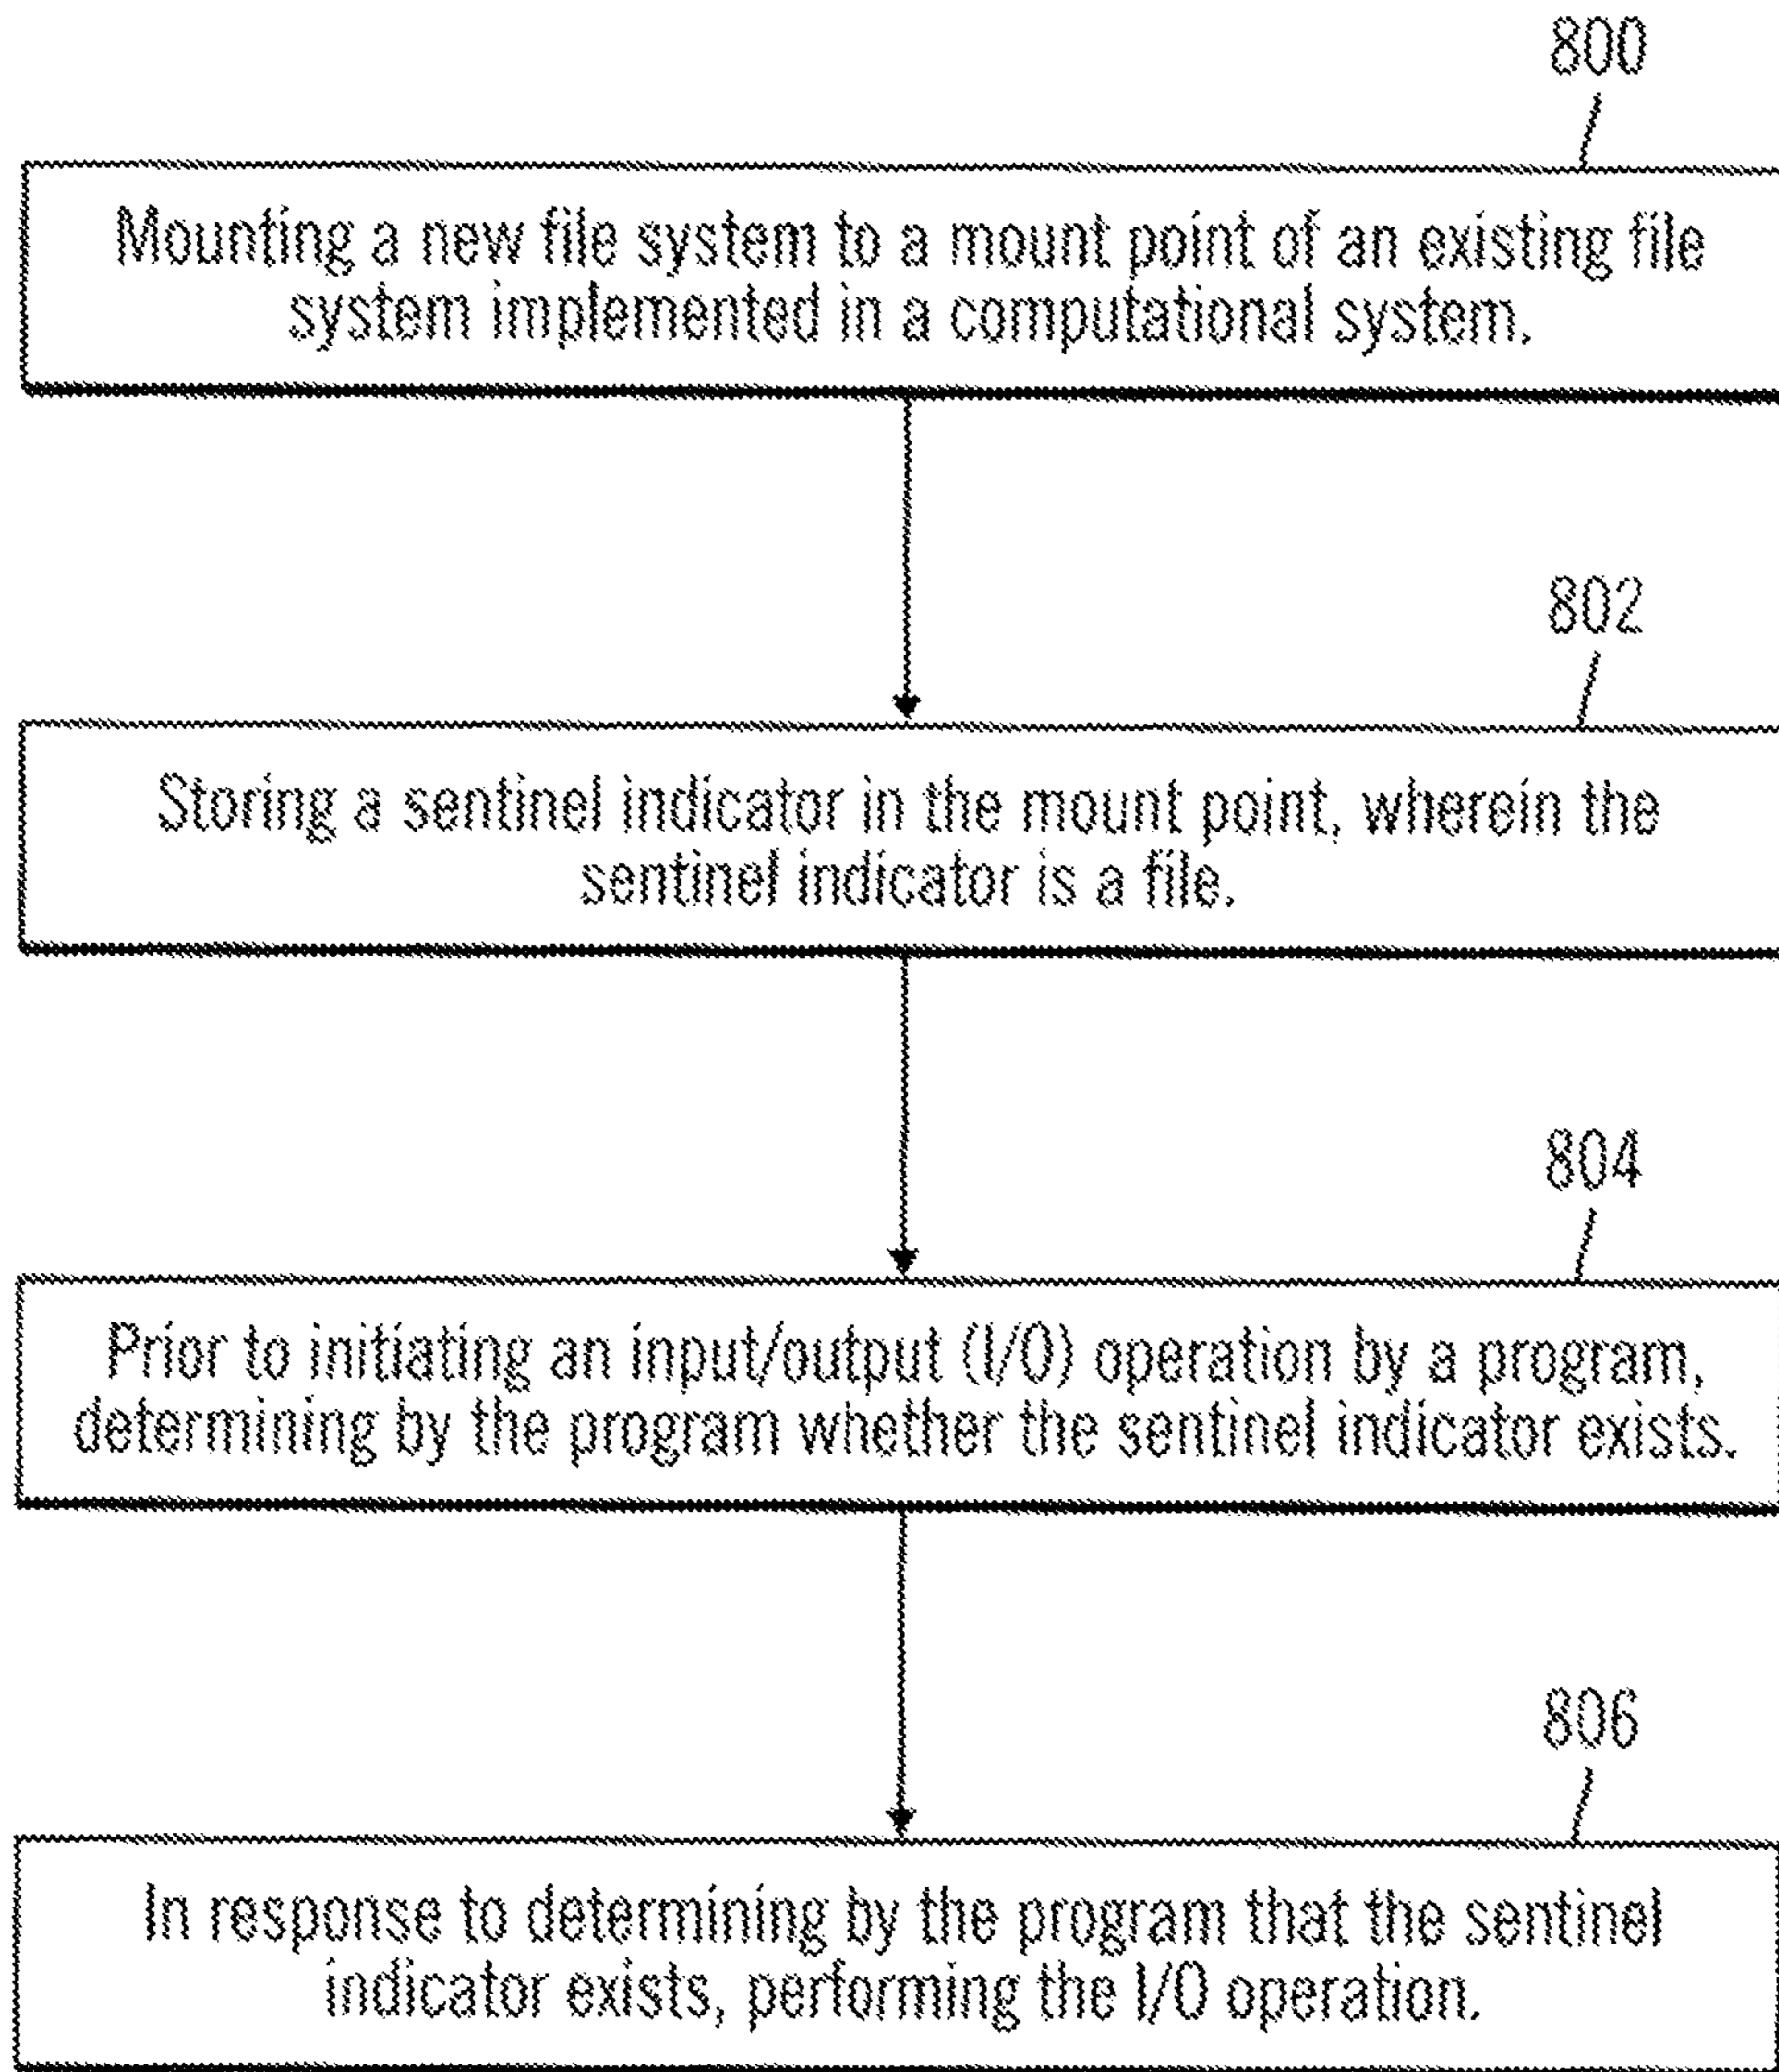 800
Mounting a new file system to a mount point of an existing file
system implemented in a computational system.
802
Storing a sentinel indicator in the mount point, wherein the
sentinel indicator is a file.
804
Prior to initiating an input/output (I/O) operation by a program,
determining by the program whether the sentinel indicator exists.
806
In response to determining by the program that the sentinel
indicator exists, performing the I/O operation.